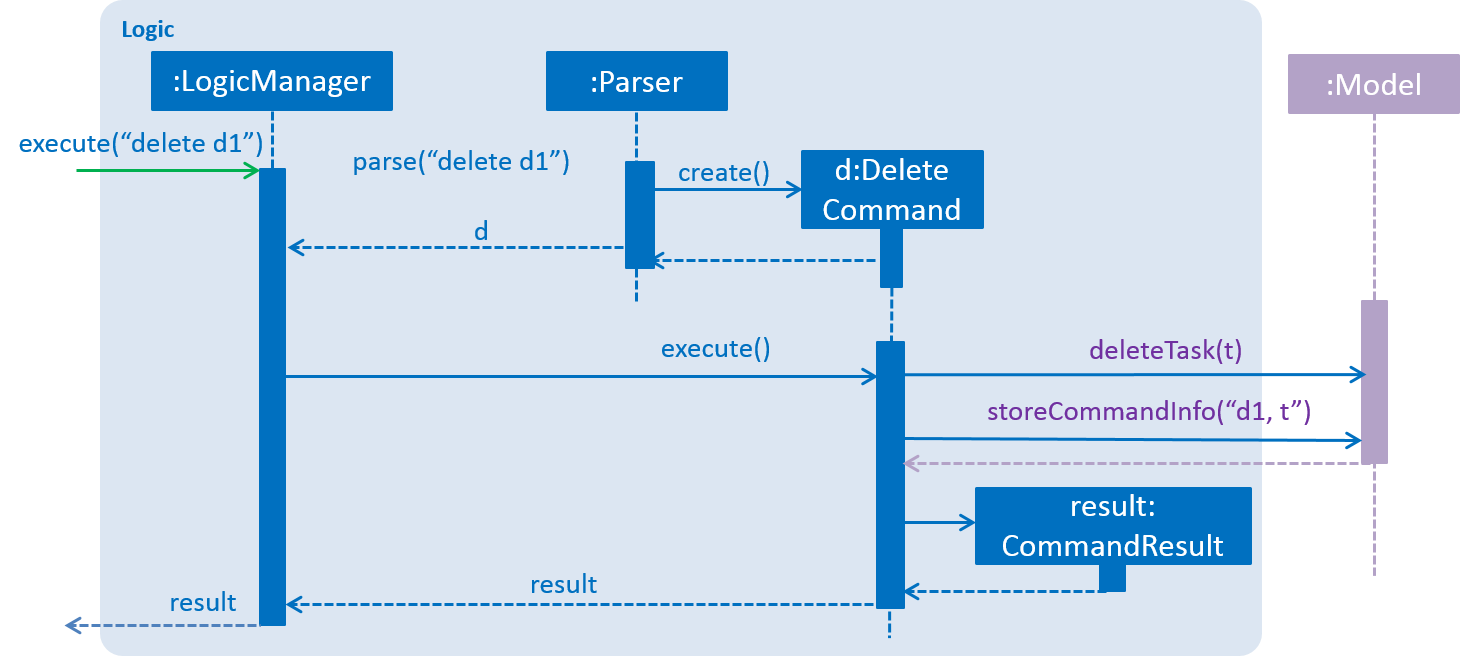 Logic
:LogicManager
:Parser
:Model
execute(“delete d1”)
parse(“delete d1”)
create()
d:Delete
Command
d
execute()
deleteTask(t)
storeCommandInfo(“d1, t”)
result:
CommandResult
result
result